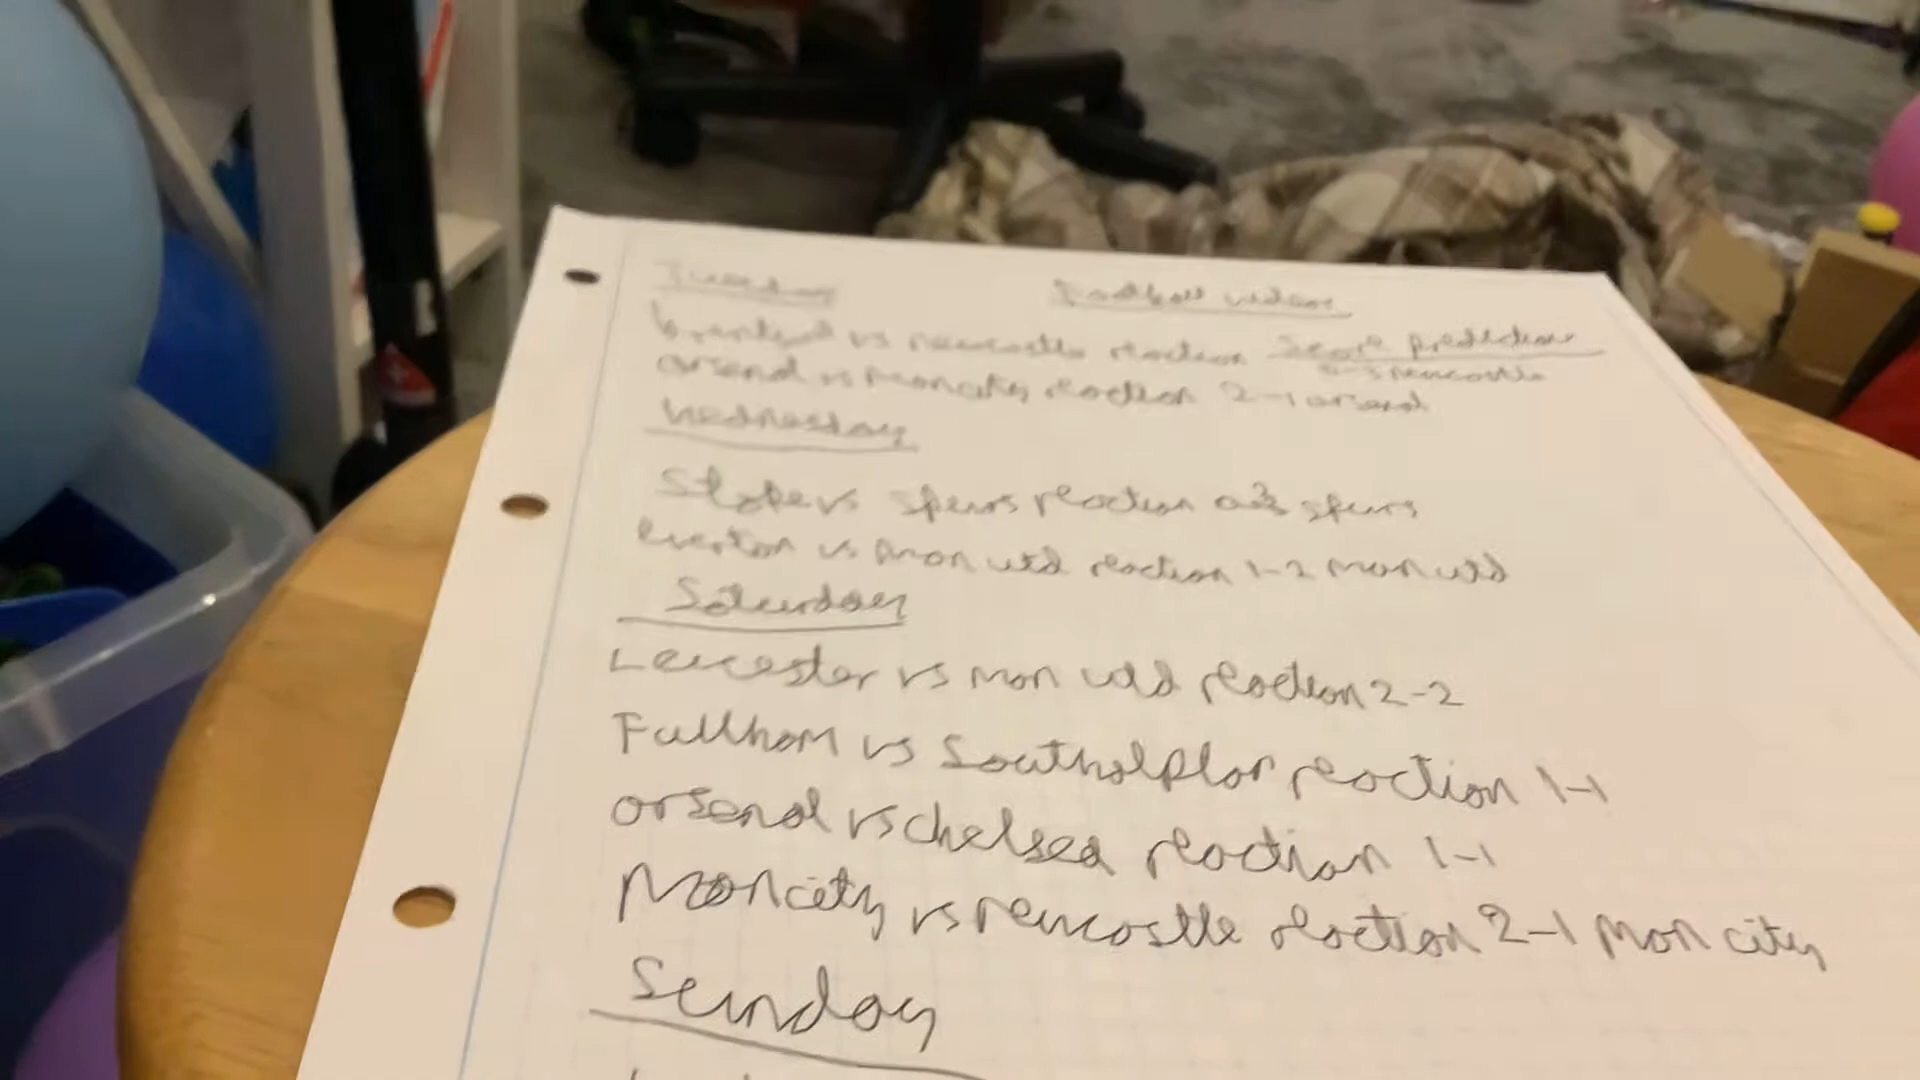 Tuesday Football videos
brentford vs newcastle reaction Score predictions
newcastle
arsenal vs Man city reaction 2-1 arsenal
Wednesday
Stoke vs spurs reaction spurs
Everton vs man utd reaction 1-2 man utd
Saturday
Leicester vs man utd reaction 2-2
Fullham vs reaction 1-1
arsenal vs chelsea reaction 1-1
Man city vs newcastle reaction 2-1 Man city
Sunday